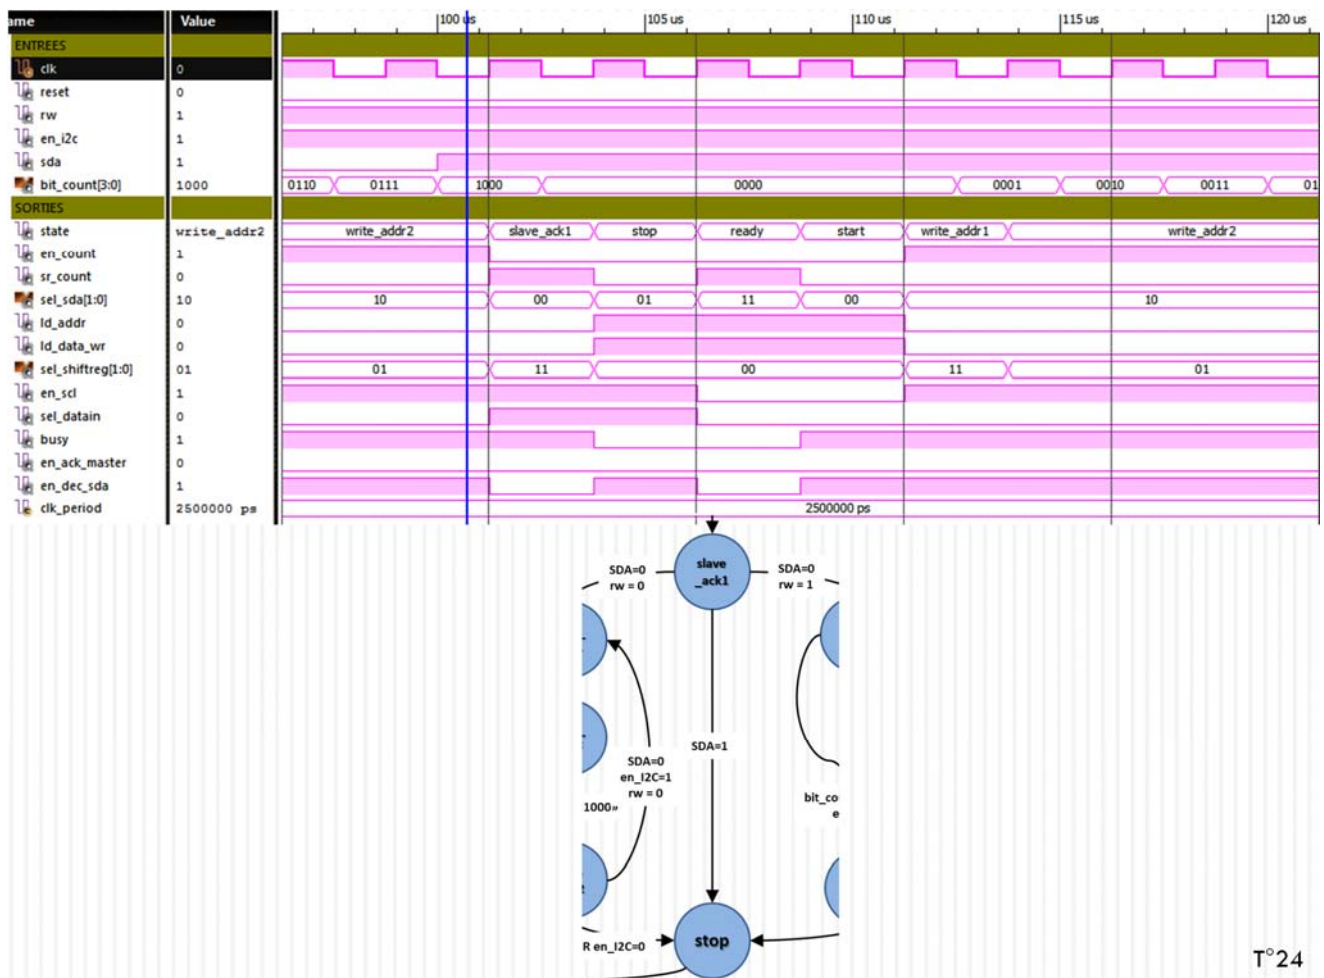 ame Value 100 us 105 us 110 us 115 us 120 us
ENTREES
clk 0
reset 0
rw 1
en_i2c 1
sda 1
bit_count[3:0] 1000 0110 0111 1000 0000 0001 0010 0011 01
SORTIES
state write_addr2 write_addr2 slave_ack1 stop ready start write_addr1 write_addr2
en_count 1
sr_count 0
sel_sda[1:0] 10 10 00 01 11 00 10
ld_addr 0
ld_data_wr 0
sel_shiftreg[1:0] 01 01 11 00 11 01
en_scl 1
sel_datain 0
busy 1
en_ack_master 0
en_dec_sda 1
clk_period 2500000 ps 2500000 ps
slave
_ack1
SDA=0
rw = 0
SDA=0
rw = 1
SDA=1
SDA=0
en_I2C=1
rw = 0
1000»
bit_co
e
R en_I2C=0
stop
T°24